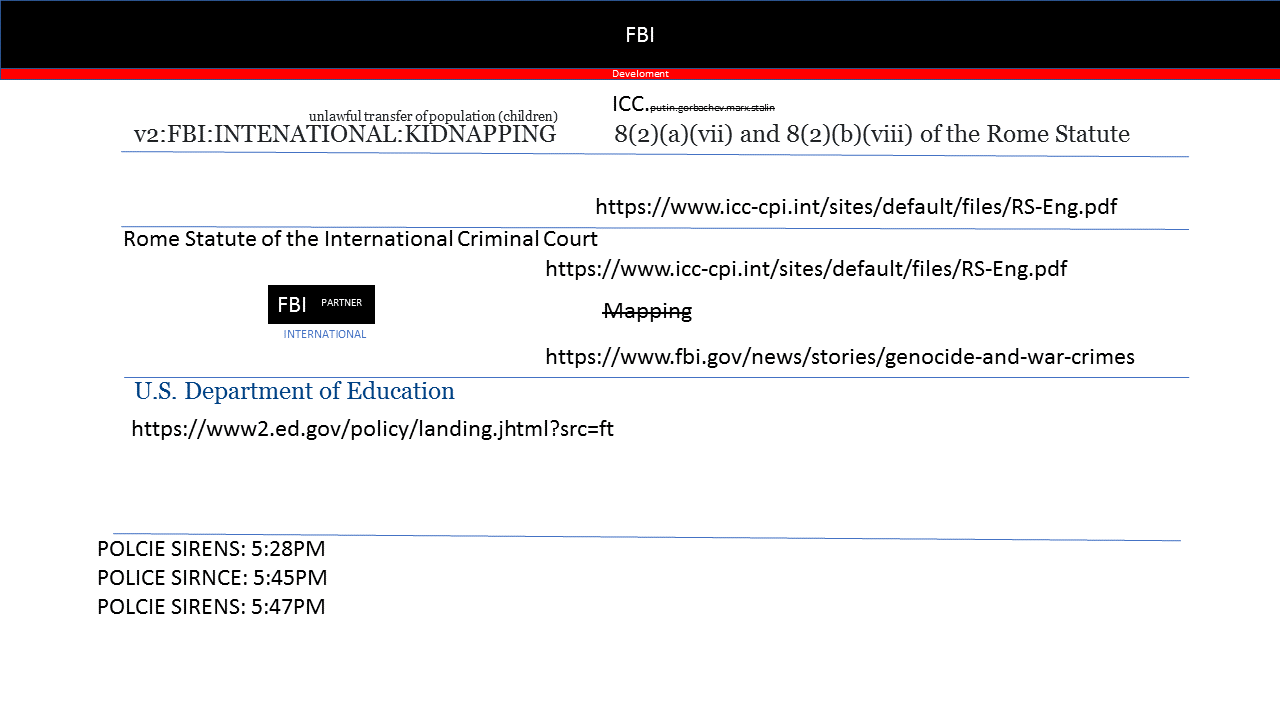 FBI
Develoment
ICC.putin.gorbachev.marx.stalin
unlawful transfer of population (children)
v2:FBI:INTENATIONAL:KIDNAPPING 8(2)(a)(vii) and 8(2)(b)(viii) of the Rome Statute
https://www.icc-cpi.int/sites/default/files/RS-Eng.pdf
Rome Statute of the International Criminal Court
https://www.icc-cpi.int/sites/default/files/RS-Eng.pdf
FBI PARTNER
Mapping
INTERNATIONAL
https://www.fbi.gov/news/stories/genocide-and-war-crimes
U.S. Department of Education
https://www2.ed.gov/policy/landing.jhtml?src=ft
POLCIE SIRENS: 5:28PM
POLICE SIRNCE: 5:45PM
POLCIE SIRENS: 5:47PM